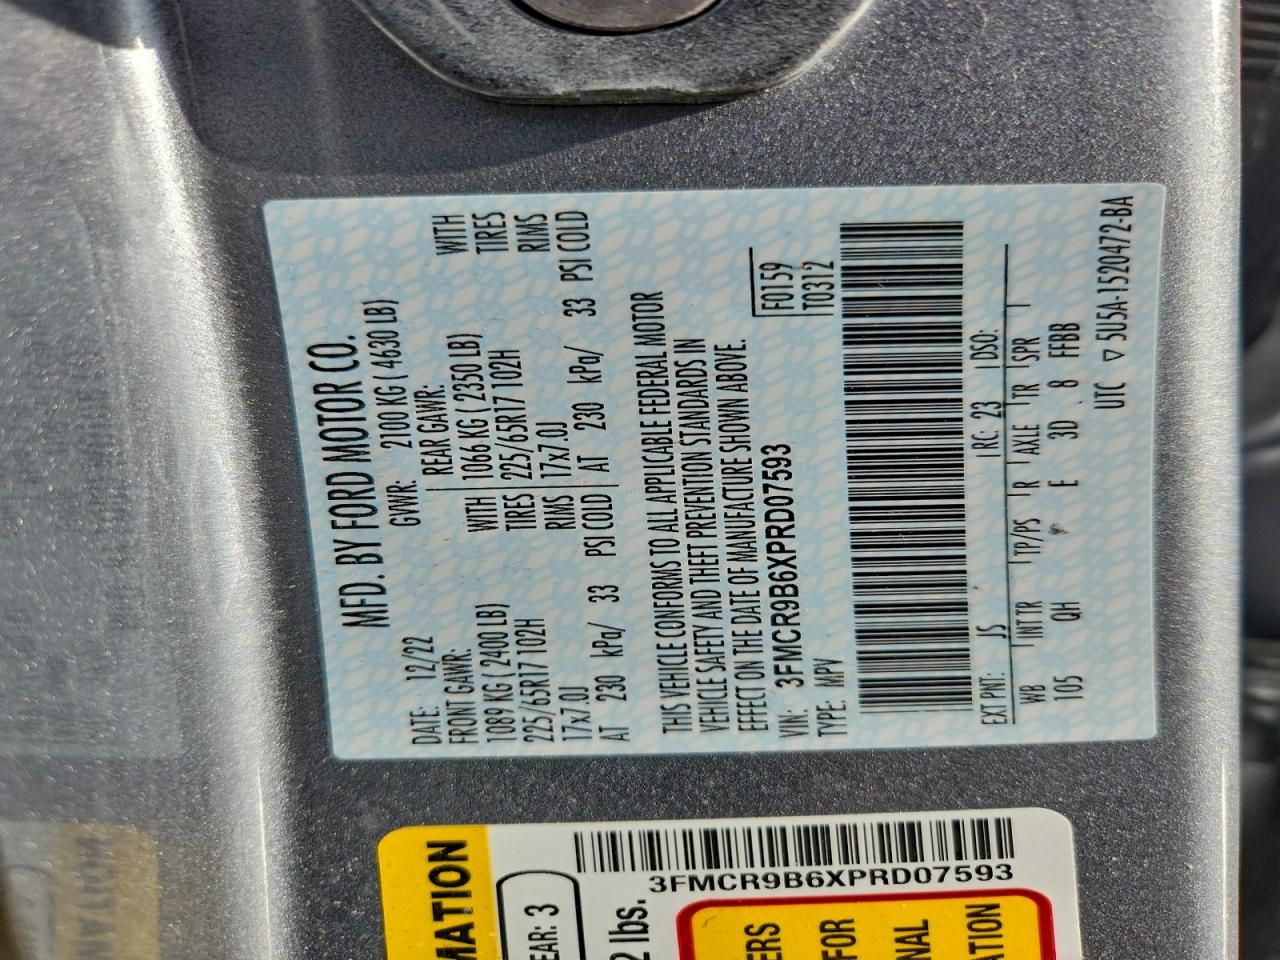 MFD. BY FORD MOTOR CO.
DATE: 12/22 GVWR: 2100 KG ( 4630 LB)
FRONT GAWR: REAR GAWR:
1089 KG ( 2400 LB) WITH 1066 KG ( 2350 LB) WITH
225/65R17 102H TIRES 225/65R17 102H TIRES
17x7.0J RIMS 17x7.0J RIMS
AT 230 kPa/ 33 PSI COLD AT 230 kPa/ 33 PSI COLD
THIS VEHICLE CONFORMS TO ALL APPLICABLE FEDERAL MOTOR
VEHICLE SAFETY AND THEFT PREVENTION STANDARDS IN
EFFECT ON THE DATE OF MANUFACTURE SHOWN ABOVE.
VIN: 3FMCR9B6XPRD07593 F0159
TYPE: MPV T0312
EXT PNT: JS RC: 23 DSO:
WB INT TR TP/PS R AXLE TR SPR
105 QH E 3D 8 FFBB
UTC ▽ 5U5A-1520472-BA
MATION
EAR: 3
2 lbs.
3FMCR9B6XPRD07593
ERS
FOR
NAL
ATION